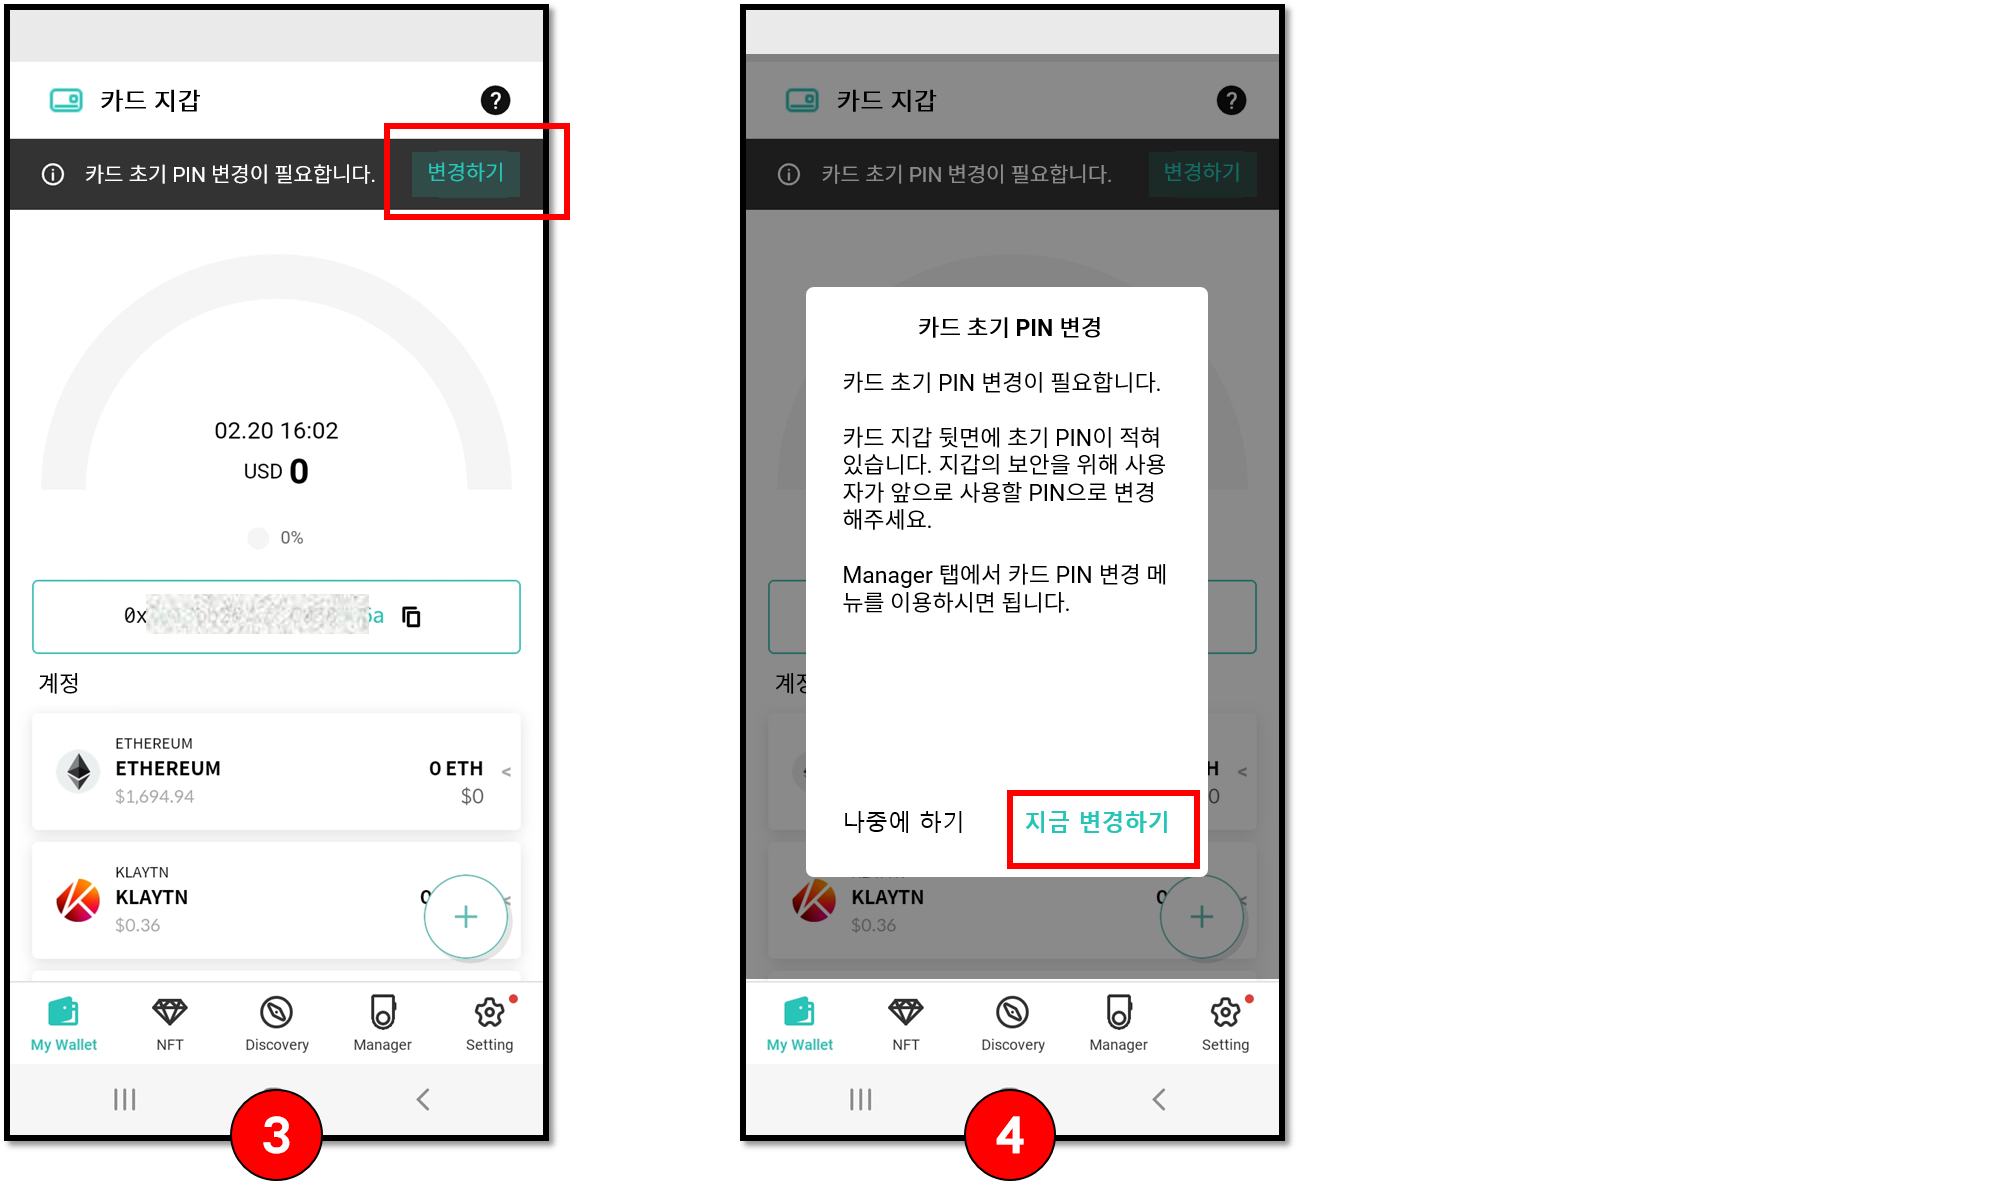 카드 지갑
?
카드 초기 PIN 변경이 필요합니다.
변경하기
02.20 16:02
USD 0
0%
0x
6a
계정
ETHEREUM
ETHEREUM
0 ETH
$1,694.94
$0
KLAYTN
KLAYTN
0
$0.36
My Wallet
NFT
Discovery
Manager
Setting
3
카드 지갑
?
카드 초기 PIN 변경이 필요합니다.
변경하기
카드 초기 PIN 변경
카드 초기 PIN 변경이 필요합니다.
카드 지갑 뒷면에 초기 PIN이 적혀
있습니다. 지갑의 보안을 위해 사용
자가 앞으로 사용할 PIN으로 변경
해주세요.
Manager 탭에서 카드 PIN 변경 메
뉴를 이용하시면 됩니다.
나중에 하기
지금 변경하기
계정
H
0
KLAYTN
0
$0.36
My Wallet
NFT
Discovery
Manager
Setting
4